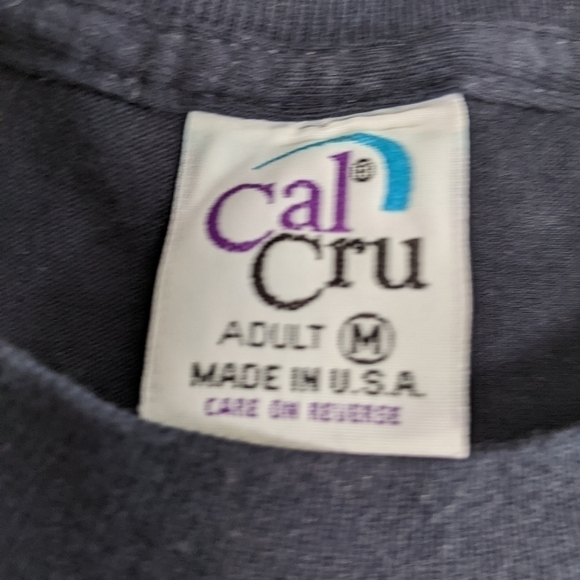 Cal®
Cru
ADULT M
MADE IN U.S.A.
CARE ON REVERSE